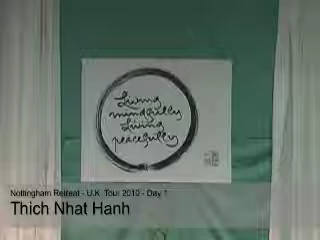 Living
mindfully
Living
peacefully
Nottingham Retreat - U.K. Tour 2010 - Day 1
Thich Nhat Hanh